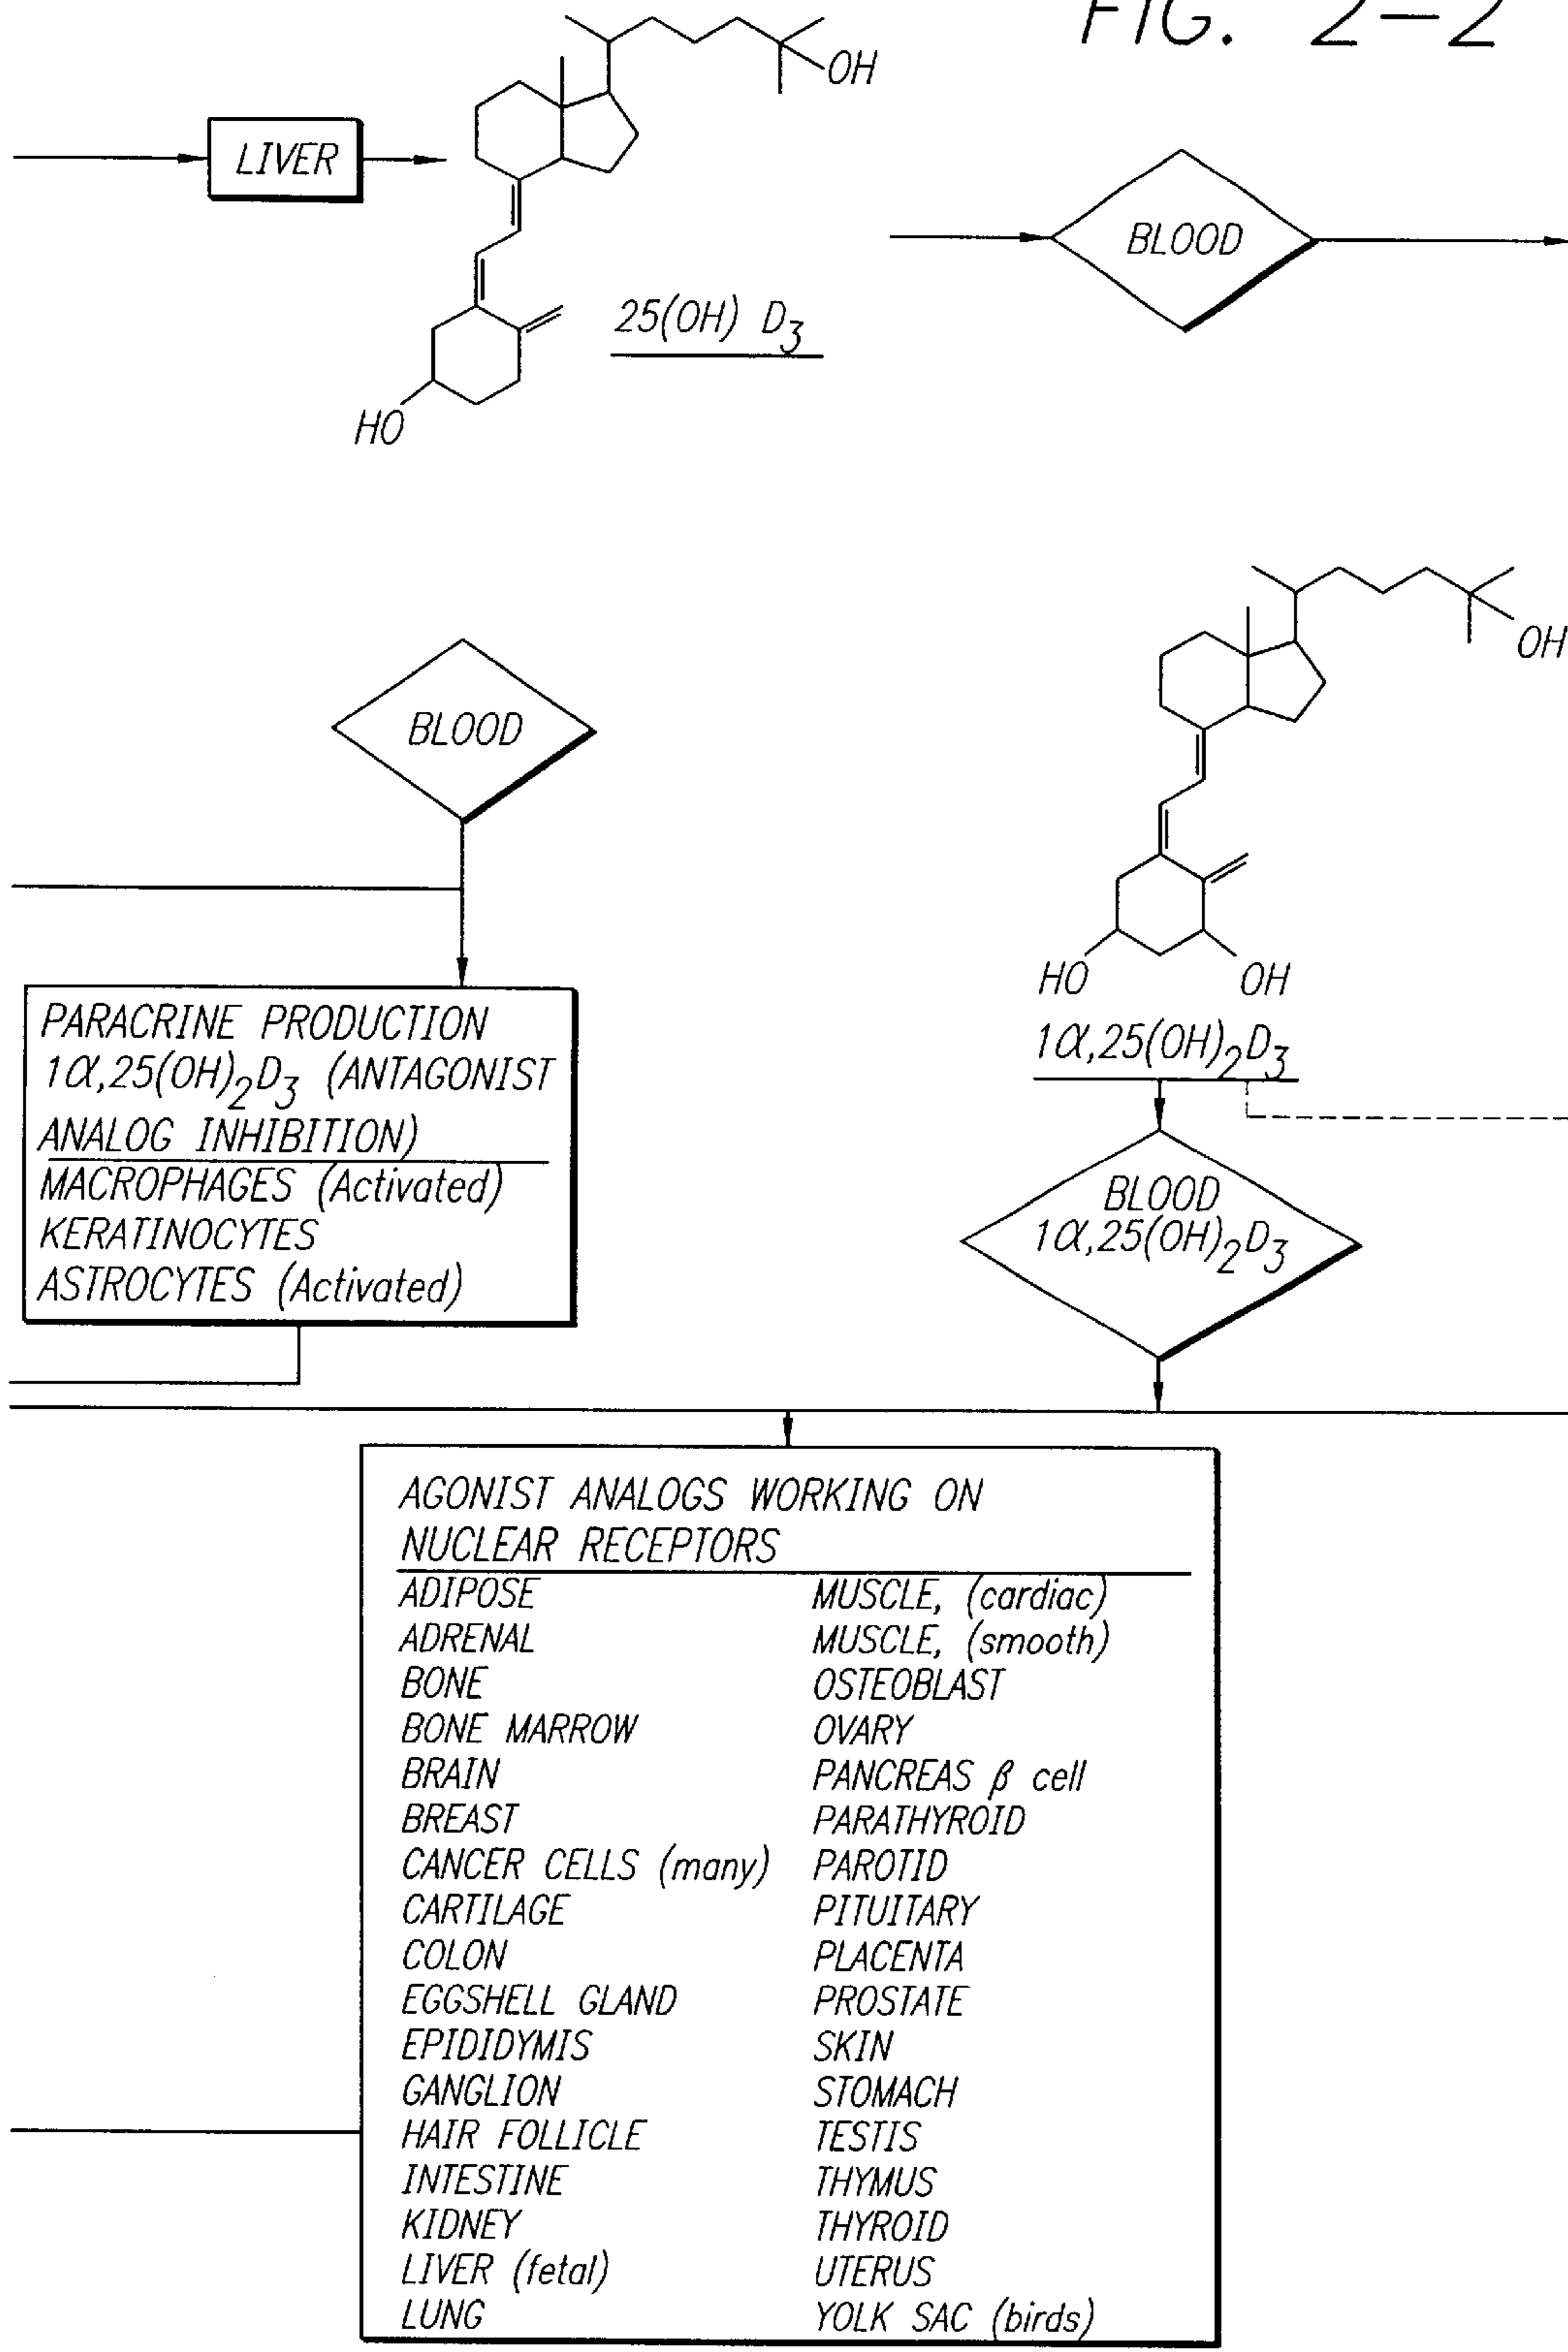 FIG. 2–2
OH
LIVER
BLOOD
25(OH) D3
HO
OH
BLOOD
HO
OH
1α,25(OH)2D3
PARACRINE PRODUCTION
1α,25(OH)2D3 (ANTAGONIST
ANALOG INHIBITION)
MACROPHAGES (Activated)
KERATINOCYTES
ASTROCYTES (Activated)
BLOOD
1α,25(OH)2D3
AGONIST ANALOGS WORKING ON
NUCLEAR RECEPTORS
ADIPOSE
ADRENAL
BONE
BONE MARROW
BRAIN
BREAST
CANCER CELLS (many)
CARTILAGE
COLON
EGGSHELL GLAND
EPIDIDYMIS
GANGLION
HAIR FOLLICLE
INTESTINE
KIDNEY
LIVER (fetal)
LUNG
MUSCLE, (cardiac)
MUSCLE, (smooth)
OSTEOBLAST
OVARY
PANCREAS β cell
PARATHYROID
PAROTID
PITUITARY
PLACENTA
PROSTATE
SKIN
STOMACH
TESTIS
THYMUS
THYROID
UTERUS
YOLK SAC (birds)